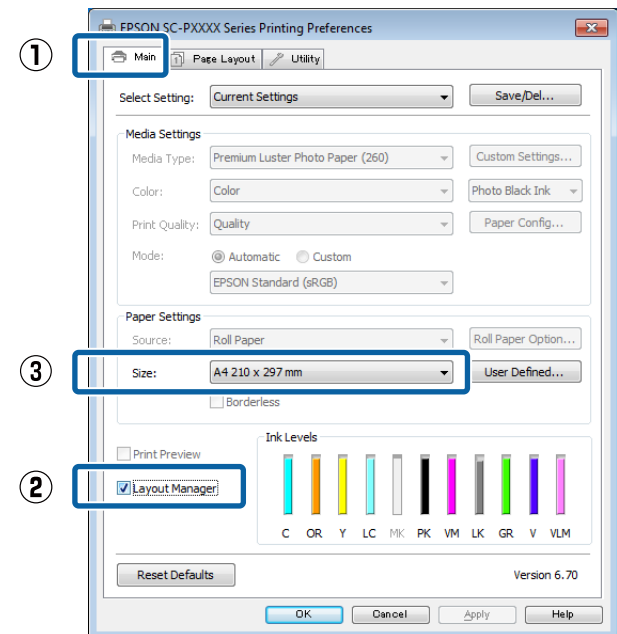 EPSON SC-PXXXX Series Printing Preferences
① Main Page Layout Utility
Select Setting: Current Settings Save/Del...
Media Settings
Media Type: Premium Luster Photo Paper (260) Custom Settings...
Color: Color Photo Black Ink
Print Quality: Quality Paper Config...
Mode: Automatic Custom
EPSON Standard (sRGB)
Paper Settings
Source: Roll Paper Roll Paper Option...
③ Size: A4 210 x 297 mm User Defined...
Borderless
Ink Levels
Print Preview
② Layout Manager
C OR Y LC MK PK VM LK GR V VLM
Reset Defaults Version 6.70
OK Cancel Apply Help